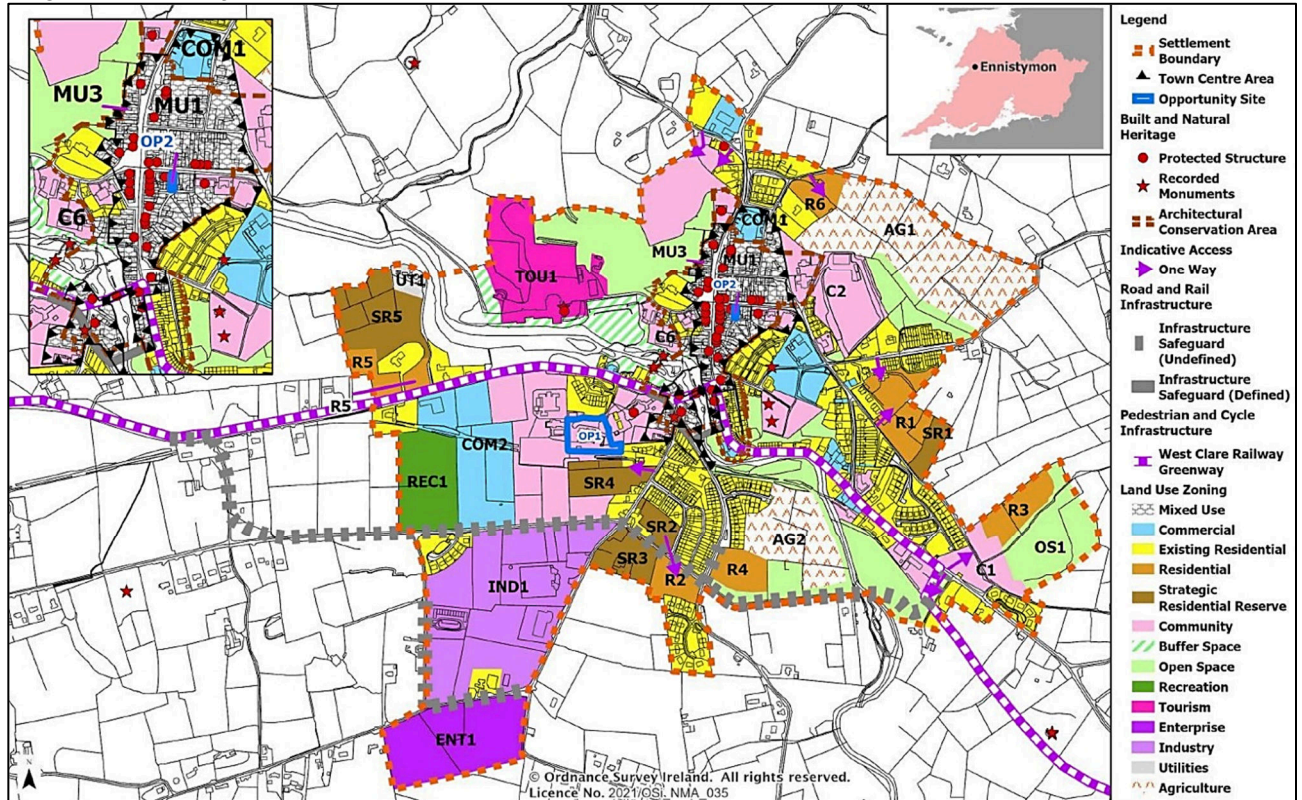 COM1
MU3
MU1
OP2
C6
Ennistymon
R6
COM1
AG1
MU3
MU1
TOU1
OP2
C2
UT1
SR5
C6
R5
R5
R1
SR1
OP1
COM2
REC1
SR4
R3
SR2
AG2
OS1
SR3
R4
C1
R2
IND1
ENT1
© Ordnance Survey Ireland. All rights reserved.
Licence No. 2021/OSi_NMA_035
Legend
Settlement
Boundary
Town Centre Area
Opportunity Site
Built and Natural
Heritage
Protected Structure
Recorded
Monuments
Architectural
Conservation Area
Indicative Access
One Way
Road and Rail
Infrastructure
Infrastructure
Safeguard
(Undefined)
Infrastructure
Safeguard (Defined)
Pedestrian and Cycle
Infrastructure
West Clare Railway
Greenway
Land Use Zoning
Mixed Use
Commercial
Existing Residential
Residential
Strategic
Residential Reserve
Community
Buffer Space
Open Space
Recreation
Tourism
Enterprise
Industry
Utilities
Agriculture